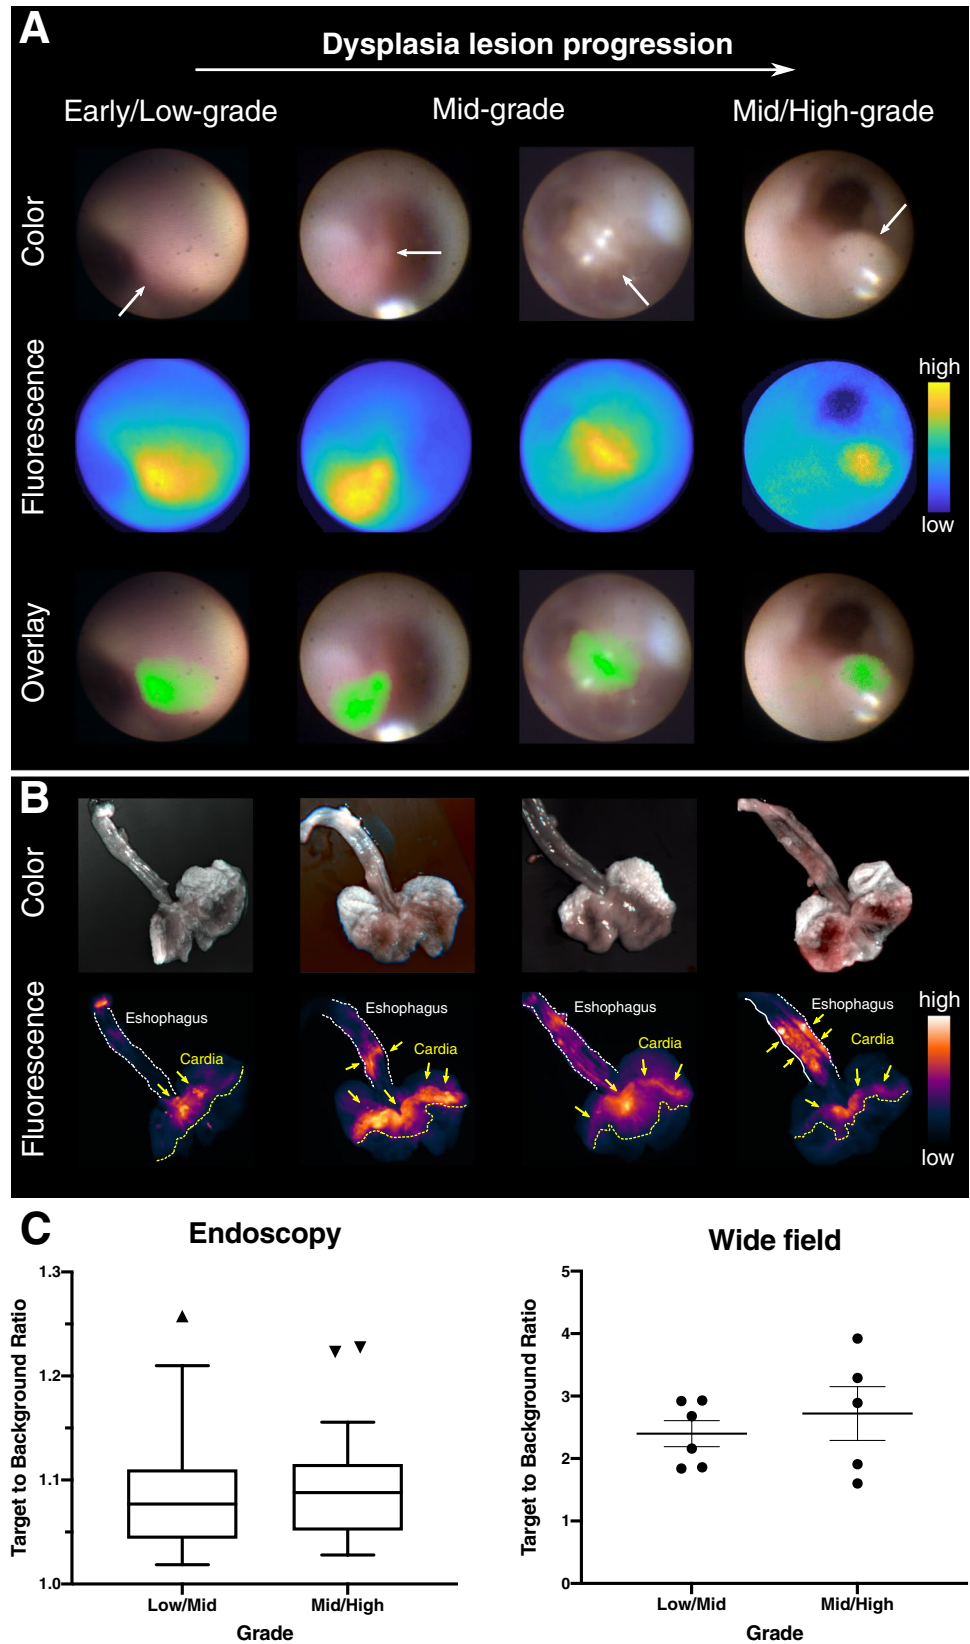 A
Dysplasia lesion progression
Early/Low-grade
Mid-grade
Mid/High-grade
Color
Fluorescence
high
low
Overlay
B
Color
Fluorescence
Eshophagus
Cardia
Eshophagus
Cardia
Eshophagus
Cardia
Eshophagus
Cardia
high
low
C
Endoscopy
Target to Background Ratio
1.3
1.2
1.1
1.0
Low/Mid
Mid/High
Grade
Wide field
Target to Background Ratio
5
4
3
2
1
0
Low/Mid
Mid/High
Grade